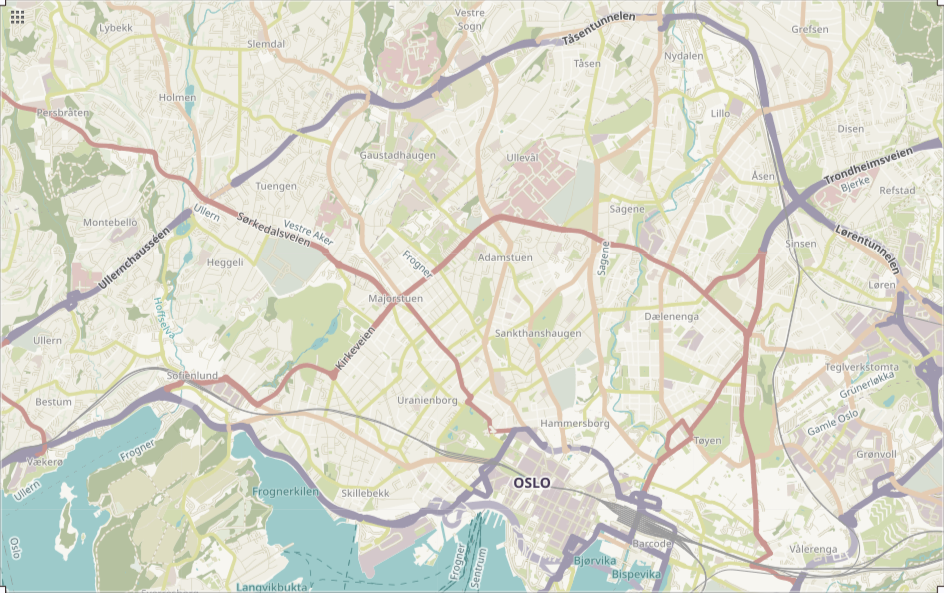 Lybekk
Vestre
Sogn
Tåsentunnelen
Grefsen
Slemdal
Tåsen
Nydalen
Holmen
Persbråten
Lillo
Disen
Gaustadhaugen
Ullevål
Trondheimsveien
Åsen
Bjerke
Refstad
Tuengen
Montebello
Ullern
Sørkedalsveien
Vestre Aker
Sagene
Sagene
Ullernchausséen
Heggeli
Frogner
Adamstuen
Sinsen
Lørentunnelen
Løren
Majorstuen
Hoffselva
Ullern
Kirkeveien
Sankthanshaugen
Dælenenga
Sofienlund
Teglverkstomta
Grünerløkka
Bestum
Uranienborg
Hammersborg
Gamle Oslo
Tøyen
Frogner
Vækerø
Ullern
Grønvoll
OSLO
Frognerkilen
Skillebekk
Oslo
Barcode
Vålerenga
Frogner
Sentrum
Bjørvika
Bispevika
Langvikbukta